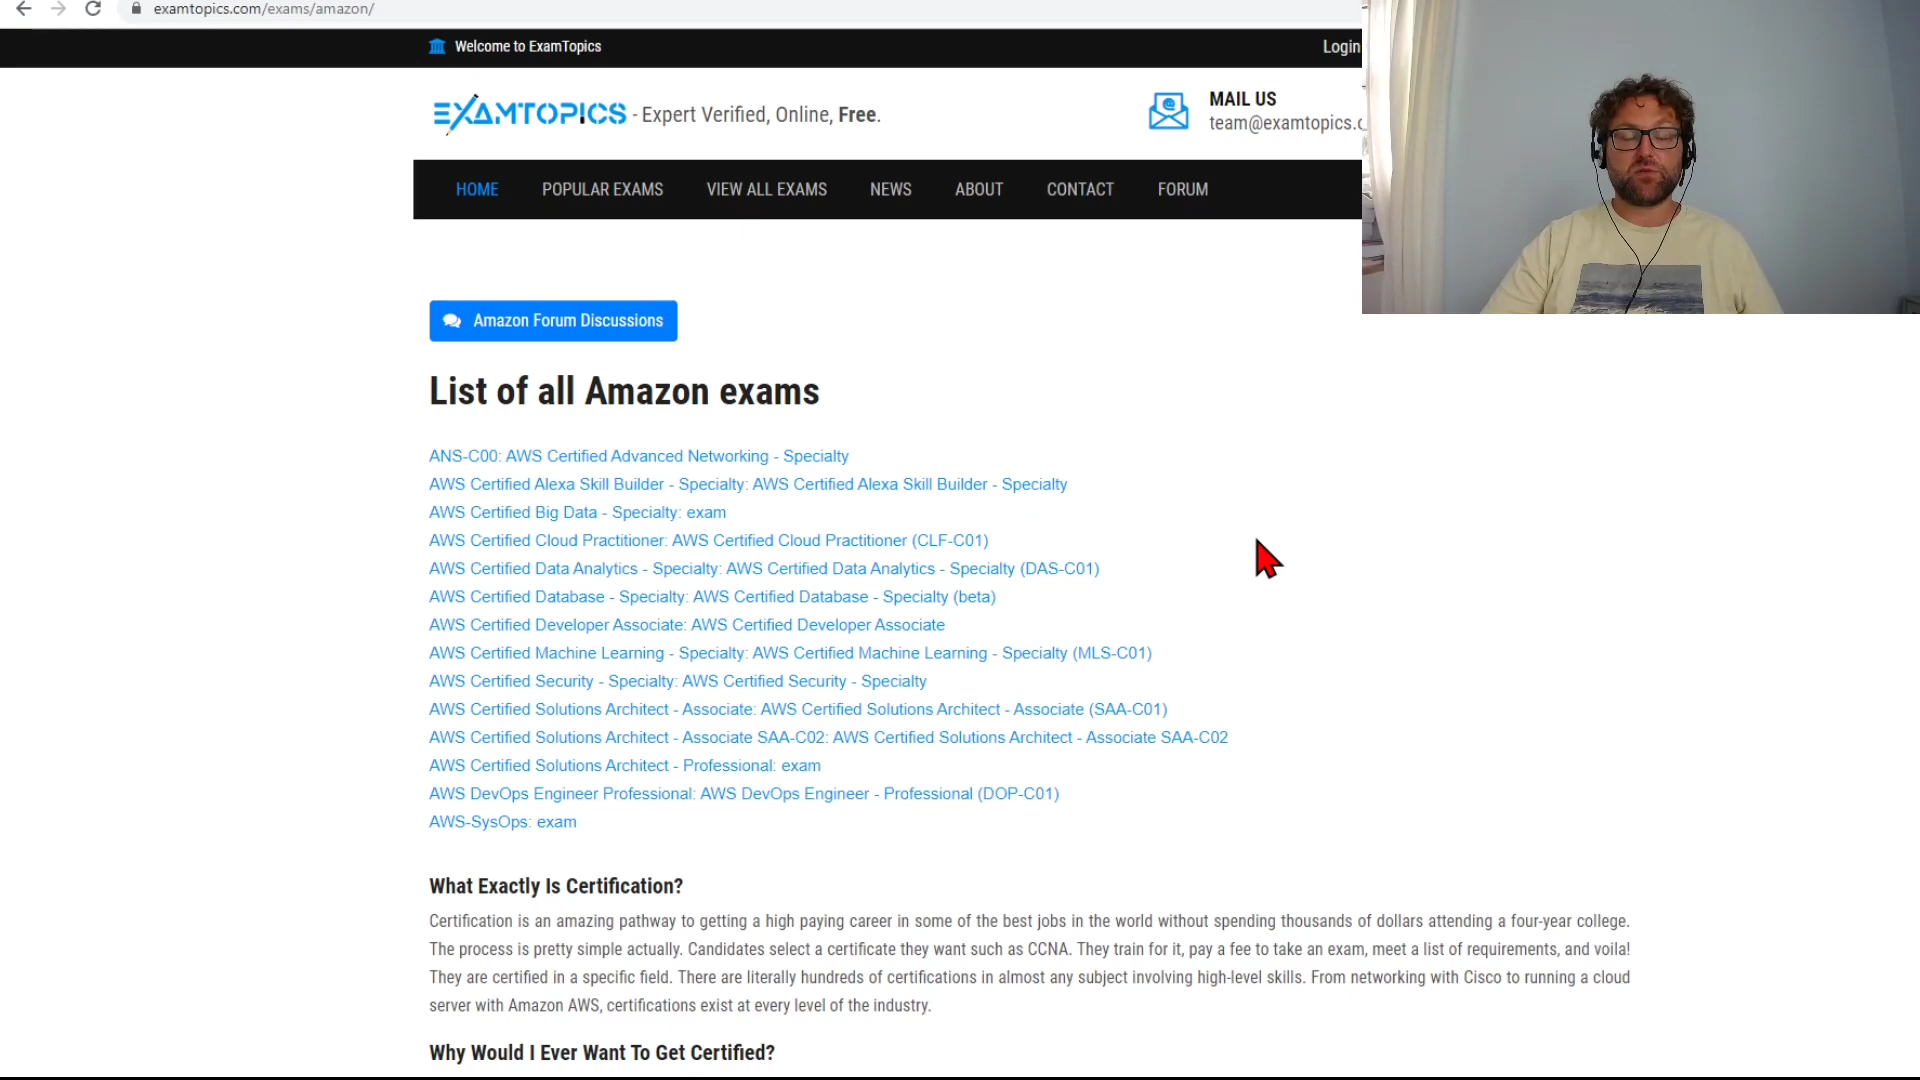 examtopics.com/exams/amazon/
Welcome to ExamTopics
Login
EXAMTOPICS - Expert Verified, Online, Free.
MAIL US
team@examtopics.c
HOME POPULAR EXAMS VIEW ALL EXAMS NEWS ABOUT CONTACT FORUM
Amazon Forum Discussions
List of all Amazon exams
ANS-C00: AWS Certified Advanced Networking - Specialty
AWS Certified Alexa Skill Builder - Specialty: AWS Certified Alexa Skill Builder - Specialty
AWS Certified Big Data - Specialty: exam
AWS Certified Cloud Practitioner: AWS Certified Cloud Practitioner (CLF-C01)
AWS Certified Data Analytics - Specialty: AWS Certified Data Analytics - Specialty (DAS-C01)
AWS Certified Database - Specialty: AWS Certified Database - Specialty (beta)
AWS Certified Developer Associate: AWS Certified Developer Associate
AWS Certified Machine Learning - Specialty: AWS Certified Machine Learning - Specialty (MLS-C01)
AWS Certified Security - Specialty: AWS Certified Security - Specialty
AWS Certified Solutions Architect - Associate: AWS Certified Solutions Architect - Associate (SAA-C01)
AWS Certified Solutions Architect - Associate SAA-C02: AWS Certified Solutions Architect - Associate SAA-C02
AWS Certified Solutions Architect - Professional: exam
AWS DevOps Engineer Professional: AWS DevOps Engineer - Professional (DOP-C01)
AWS-SysOps: exam
What Exactly Is Certification?
Certification is an amazing pathway to getting a high paying career in some of the best jobs in the world without spending thousands of dollars attending a four-year college.
The process is pretty simple actually. Candidates select a certificate they want such as CCNA. They train for it, pay a fee to take an exam, meet a list of requirements, and voila!
They are certified in a specific field. There are literally hundreds of certifications in almost any subject involving high-level skills. From networking with Cisco to running a cloud
server with Amazon AWS, certifications exist at every level of the industry.
Why Would I Ever Want To Get Certified?